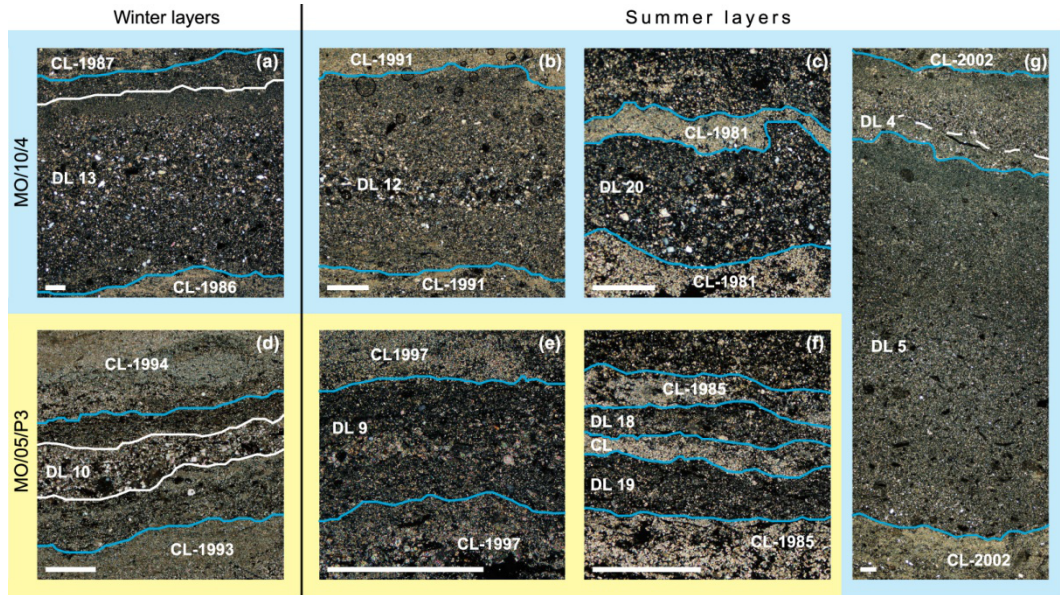 Winter layers
Summer layers
MO/10/4
CL-1987
(a)
DL 13
CL-1986
CL-1991
(b)
DL 12
CL-1991
(c)
CL-1981
DL 20
CL-1981
CL-2002
(g)
DL 4
DL 5
CL-2002
MO/05/P3
(d)
CL-1994
DL 10
CL-1993
(e)
CL1997
DL 9
CL-1997
(f)
CL-1985
DL 18
CL
DL 19
CL-1985